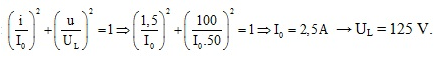 (i/I₀)² + (u/U_L)² = 1 ⇒ (1,5/I₀)² + (100/I₀.50)² = 1 ⇒ I₀ = 2,5A → U_L = 125 V.